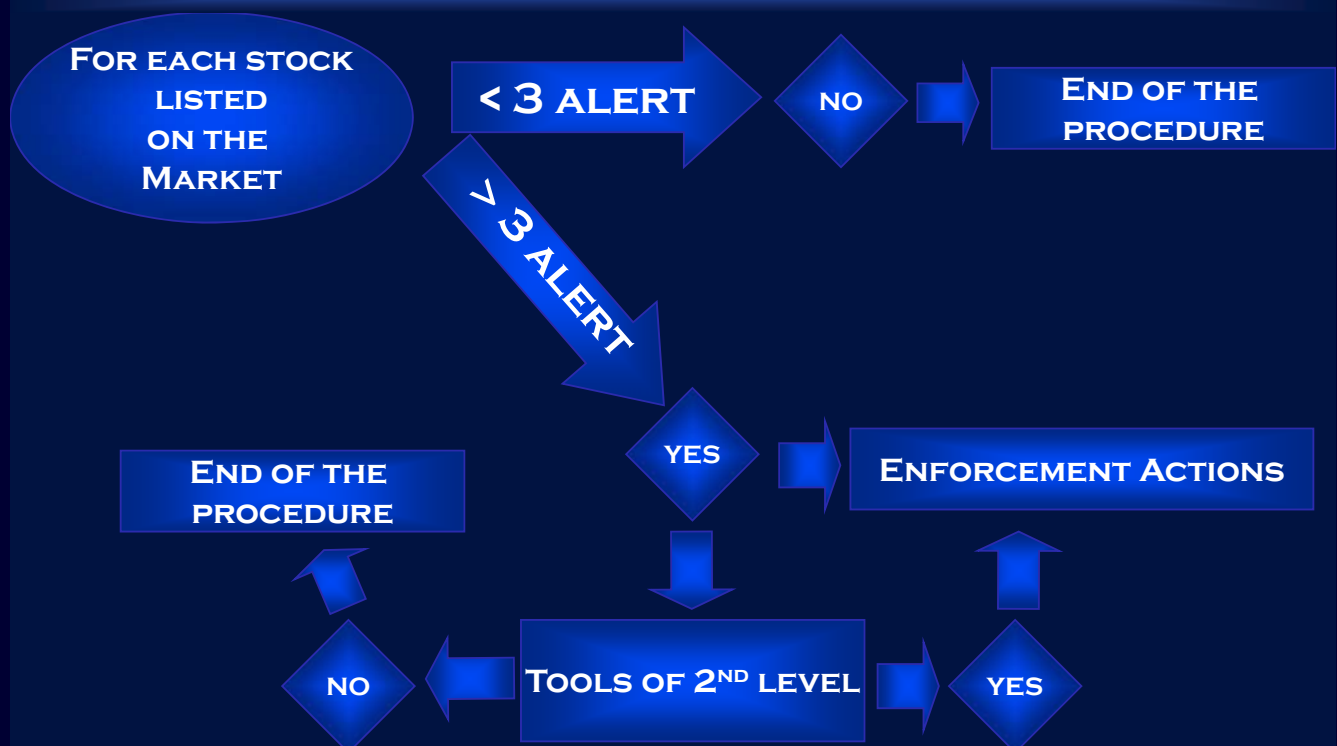 For each stock
listed
on the
Market
< 3 alert
no
End of the
procedure
> 3 alert
yes
Enforcement Actions
End of the
procedure
no
Tools of 2nd level
yes